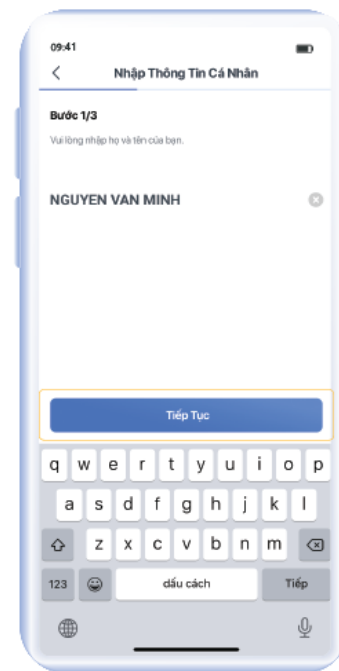 09:41
Nhập Thông Tin Cá Nhân
Bước 1/3
Vui lòng nhập họ và tên của bạn.
NGUYEN VAN MINH
Tiếp Tục
q w e r t y u i o p
a s d f g h j k l
z x c v b n m
123 dấu cách Tiếp